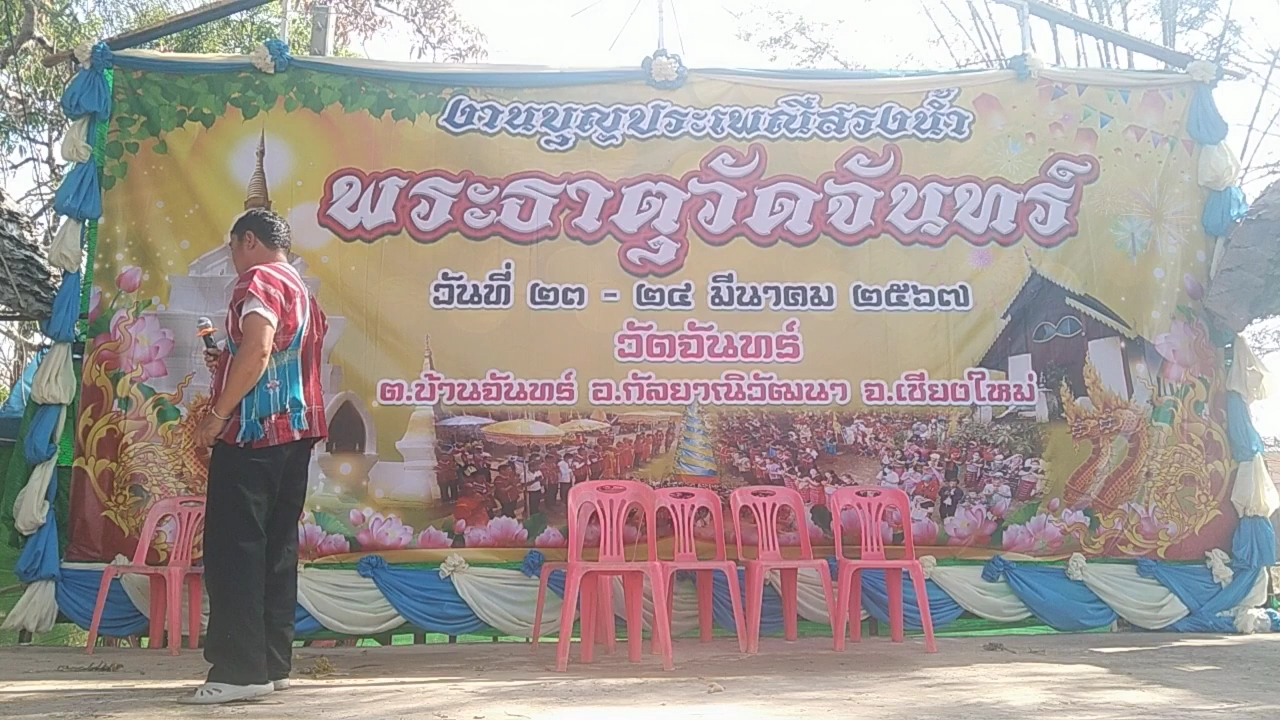 งานบุญประเพณีสรงน้ำ
พระธาตุวัดจันทร์
วันที่ ๒๓ - ๒๔ มีนาคม ๒๕๖๗
วัดจันทร์
ต.บ้านจันทร์ อ.กัลยาณิวัฒนา จ.เชียงใหม่